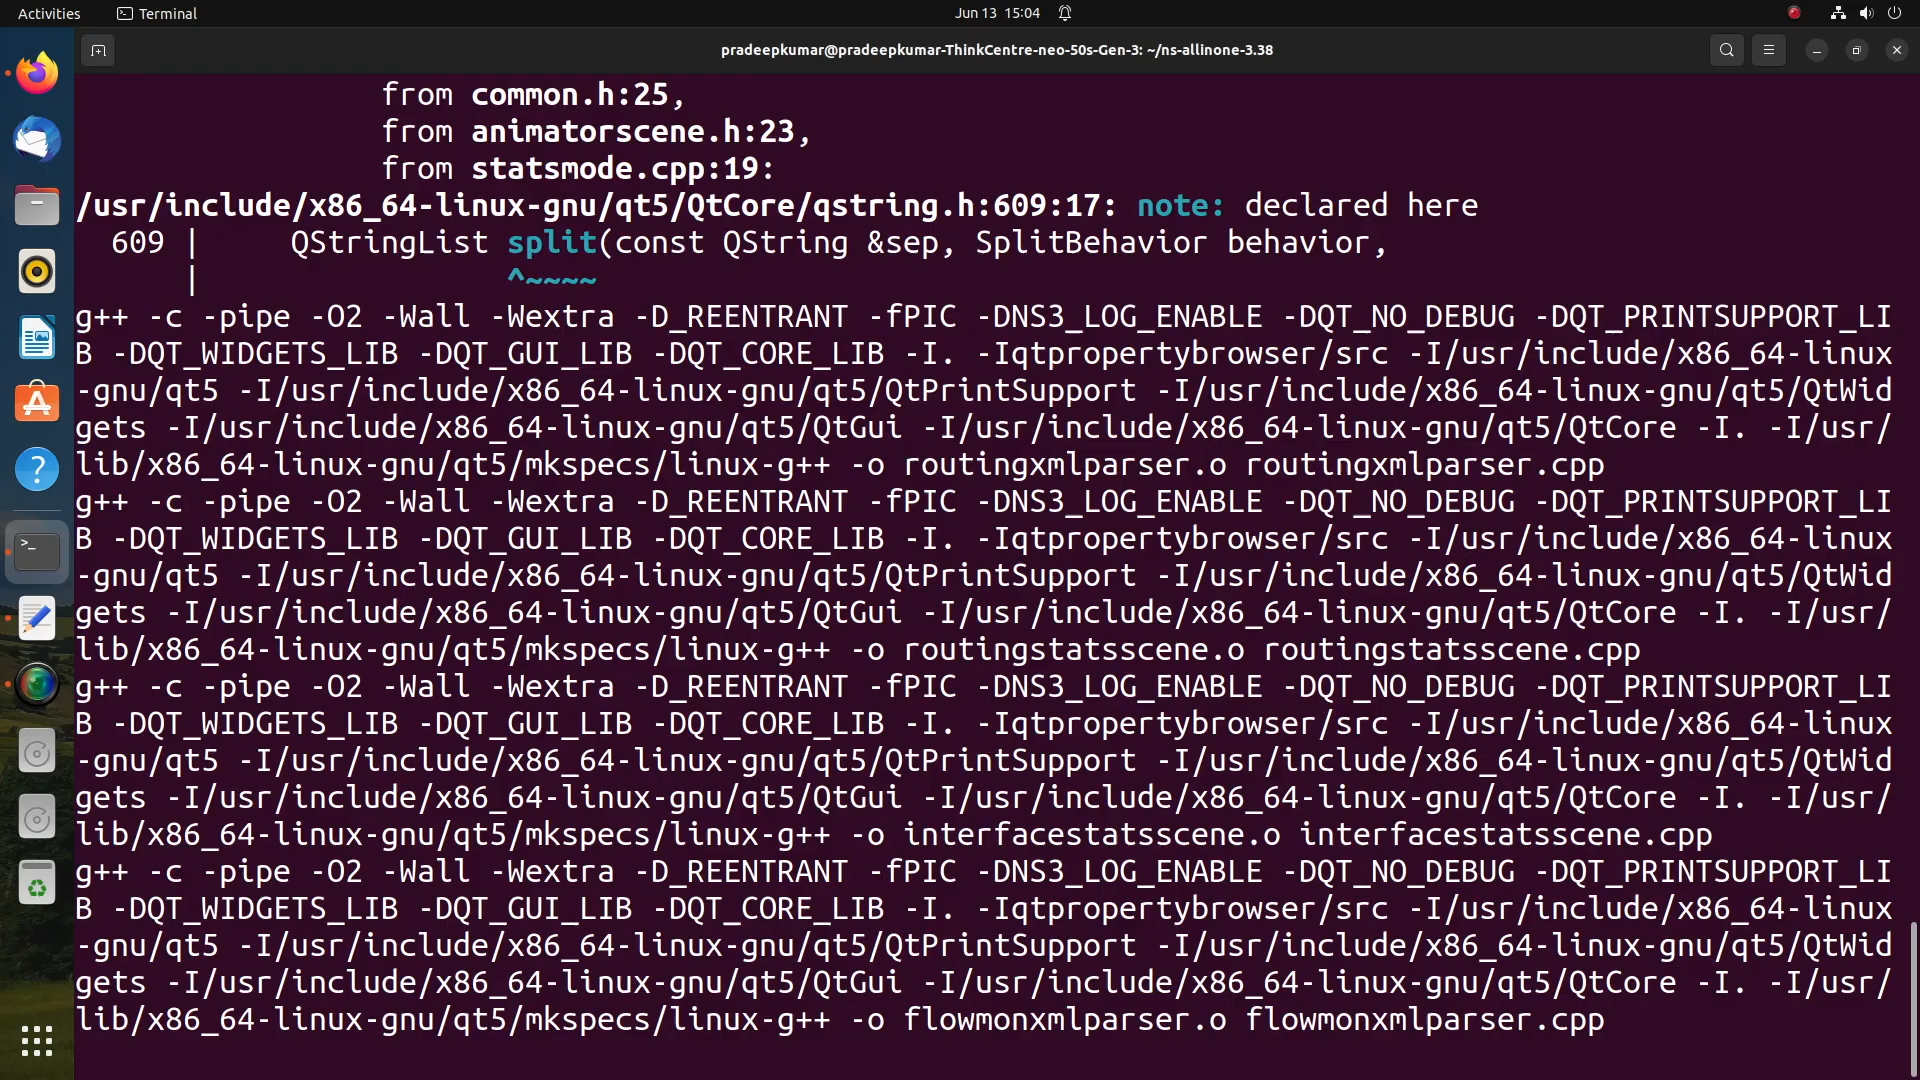 Activities
Terminal
Jun 13 15:04
pradeepkumar@pradeepkumar-ThinkCentre-neo-50s-Gen-3: ~/ns-allinone-3.38
from common.h:25,
from animatorscene.h:23,
from statsmode.cpp:19:
/usr/include/x86_64-linux-gnu/qt5/QtCore/qstring.h:609:17: note: declared here
609 |     QStringList split(const QString &sep, SplitBehavior behavior,
|                 ^~~~~
g++ -c -pipe -O2 -Wall -Wextra -D_REENTRANT -fPIC -DNS3_LOG_ENABLE -DQT_NO_DEBUG -DQT_PRINTSUPPORT_LI
B -DQT_WIDGETS_LIB -DQT_GUI_LIB -DQT_CORE_LIB -I. -Iqtpropertybrowser/src -I/usr/include/x86_64-linux
-gnu/qt5 -I/usr/include/x86_64-linux-gnu/qt5/QtPrintSupport -I/usr/include/x86_64-linux-gnu/qt5/QtWid
gets -I/usr/include/x86_64-linux-gnu/qt5/QtGui -I/usr/include/x86_64-linux-gnu/qt5/QtCore -I. -I/usr/
lib/x86_64-linux-gnu/qt5/mkspecs/linux-g++ -o routingxmlparser.o routingxmlparser.cpp
g++ -c -pipe -O2 -Wall -Wextra -D_REENTRANT -fPIC -DNS3_LOG_ENABLE -DQT_NO_DEBUG -DQT_PRINTSUPPORT_LI
B -DQT_WIDGETS_LIB -DQT_GUI_LIB -DQT_CORE_LIB -I. -Iqtpropertybrowser/src -I/usr/include/x86_64-linux
-gnu/qt5 -I/usr/include/x86_64-linux-gnu/qt5/QtPrintSupport -I/usr/include/x86_64-linux-gnu/qt5/QtWid
gets -I/usr/include/x86_64-linux-gnu/qt5/QtGui -I/usr/include/x86_64-linux-gnu/qt5/QtCore -I. -I/usr/
lib/x86_64-linux-gnu/qt5/mkspecs/linux-g++ -o routingstatsscene.o routingstatsscene.cpp
g++ -c -pipe -O2 -Wall -Wextra -D_REENTRANT -fPIC -DNS3_LOG_ENABLE -DQT_NO_DEBUG -DQT_PRINTSUPPORT_LI
B -DQT_WIDGETS_LIB -DQT_GUI_LIB -DQT_CORE_LIB -I. -Iqtpropertybrowser/src -I/usr/include/x86_64-linux
-gnu/qt5 -I/usr/include/x86_64-linux-gnu/qt5/QtPrintSupport -I/usr/include/x86_64-linux-gnu/qt5/QtWid
gets -I/usr/include/x86_64-linux-gnu/qt5/QtGui -I/usr/include/x86_64-linux-gnu/qt5/QtCore -I. -I/usr/
lib/x86_64-linux-gnu/qt5/mkspecs/linux-g++ -o interfacestatsscene.o interfacestatsscene.cpp
g++ -c -pipe -O2 -Wall -Wextra -D_REENTRANT -fPIC -DNS3_LOG_ENABLE -DQT_NO_DEBUG -DQT_PRINTSUPPORT_LI
B -DQT_WIDGETS_LIB -DQT_GUI_LIB -DQT_CORE_LIB -I. -Iqtpropertybrowser/src -I/usr/include/x86_64-linux
-gnu/qt5 -I/usr/include/x86_64-linux-gnu/qt5/QtPrintSupport -I/usr/include/x86_64-linux-gnu/qt5/QtWid
gets -I/usr/include/x86_64-linux-gnu/qt5/QtGui -I/usr/include/x86_64-linux-gnu/qt5/QtCore -I. -I/usr/
lib/x86_64-linux-gnu/qt5/mkspecs/linux-g++ -o flowmonxmlparser.o flowmonxmlparser.cpp